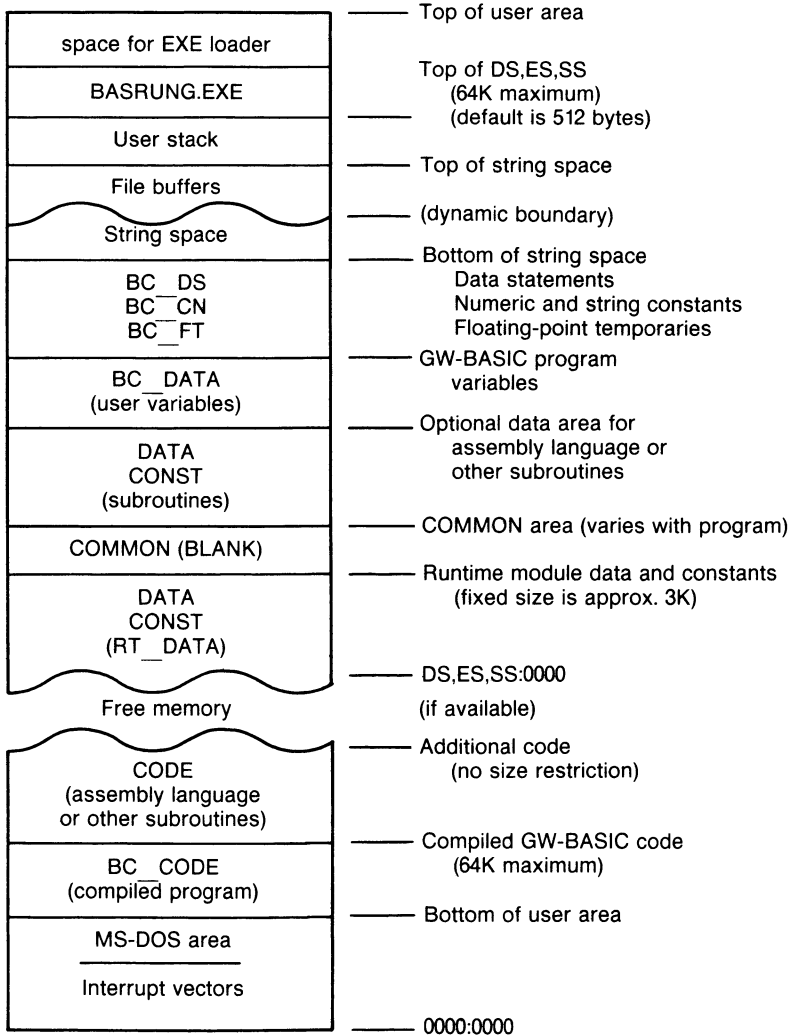 Top of user area
space for EXE loader
Top of DS,ES,SS
BASRUNG.EXE
(64K maximum)
(default is 512 bytes)
User stack
Top of string space
File buffers
(dynamic boundary)
String space
Bottom of string space
BC__DS
Data statements
BC__CN
Numeric and string constants
BC__FT
Floating-point temporaries
GW-BASIC program
BC__DATA
variables
(user variables)
Optional data area for
DATA
assembly language or
CONST
other subroutines
(subroutines)
COMMON area (varies with program)
COMMON (BLANK)
Runtime module data and constants
DATA
(fixed size is approx. 3K)
CONST
(RT__DATA)
DS,ES,SS:0000
Free memory
(if available)
Additional code
CODE
(no size restriction)
(assembly language
or other subroutines)
Compiled GW-BASIC code
BC__CODE
(64K maximum)
(compiled program)
Bottom of user area
MS-DOS area
Interrupt vectors
0000:0000